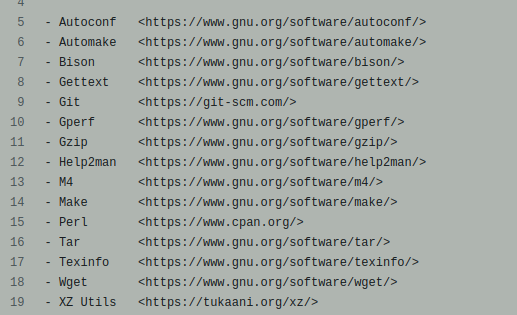 4
5 - Autoconf <https://www.gnu.org/software/autoconf/>
6 - Automake <https://www.gnu.org/software/automake/>
7 - Bison <https://www.gnu.org/software/bison/>
8 - Gettext <https://www.gnu.org/software/gettext/>
9 - Git <https://git-scm.com/>
10 - Gperf <https://www.gnu.org/software/gperf/>
11 - Gzip <https://www.gnu.org/software/gzip/>
12 - Help2man <https://www.gnu.org/software/help2man/>
13 - M4 <https://www.gnu.org/software/m4/>
14 - Make <https://www.gnu.org/software/make/>
15 - Perl <https://www.cpan.org/>
16 - Tar <https://www.gnu.org/software/tar/>
17 - Texinfo <https://www.gnu.org/software/texinfo/>
18 - Wget <https://www.gnu.org/software/wget/>
19 - XZ Utils <https://tukaani.org/xz/>